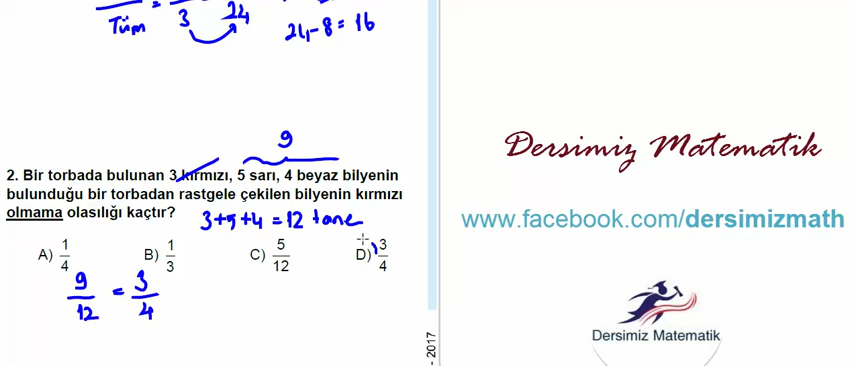 Tüm = 3 24
24-8=16
9
2. Bir torbada bulunan 3 kırmızı, 5 sarı, 4 beyaz bilyenin
bulunduğu bir torbadan rastgele çekilen bilyenin kırmızı
olmama olasılığı kaçtır?
3+5+4=12 tane
A) 1/4 B) 1/3 C) 5/12 D) 3/4
9/12 = 3/4
- 2017
Dersimiz Matematik
www.facebook.com/dersimizmath
Dersimiz Matematik